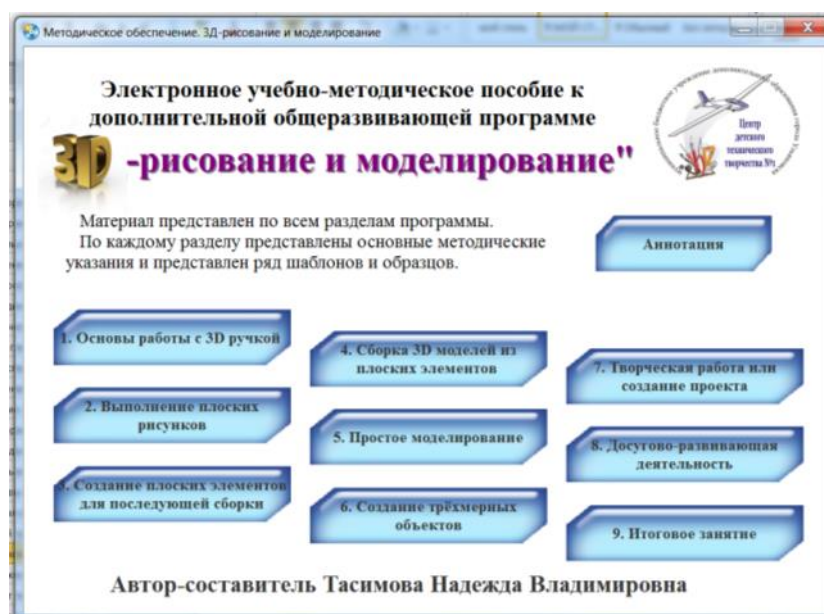 Методическое обеспечение. 3Д-рисование и моделирование
Электронное учебно-методическое пособие к
дополнительной общеразвивающей программе
3D -рисование и моделирование"
Центр
детского
технического
творчества №1
Материал представлен по всем разделам программы.
По каждому разделу представлены основные методические
указания и представлен ряд шаблонов и образцов.
Аннотация
1. Основы работы с 3D ручкой
2. Выполнение плоских
рисунков
3. Создание плоских элементов
для последующей сборки
4. Сборка 3D моделей из
плоских элементов
5. Простое моделирование
6. Создание трёхмерных
объектов
7. Творческая работа или
создание проекта
8. Досугово-развивающая
деятельность
9. Итоговое занятие
Автор-составитель Тасимова Надежда Владимировна